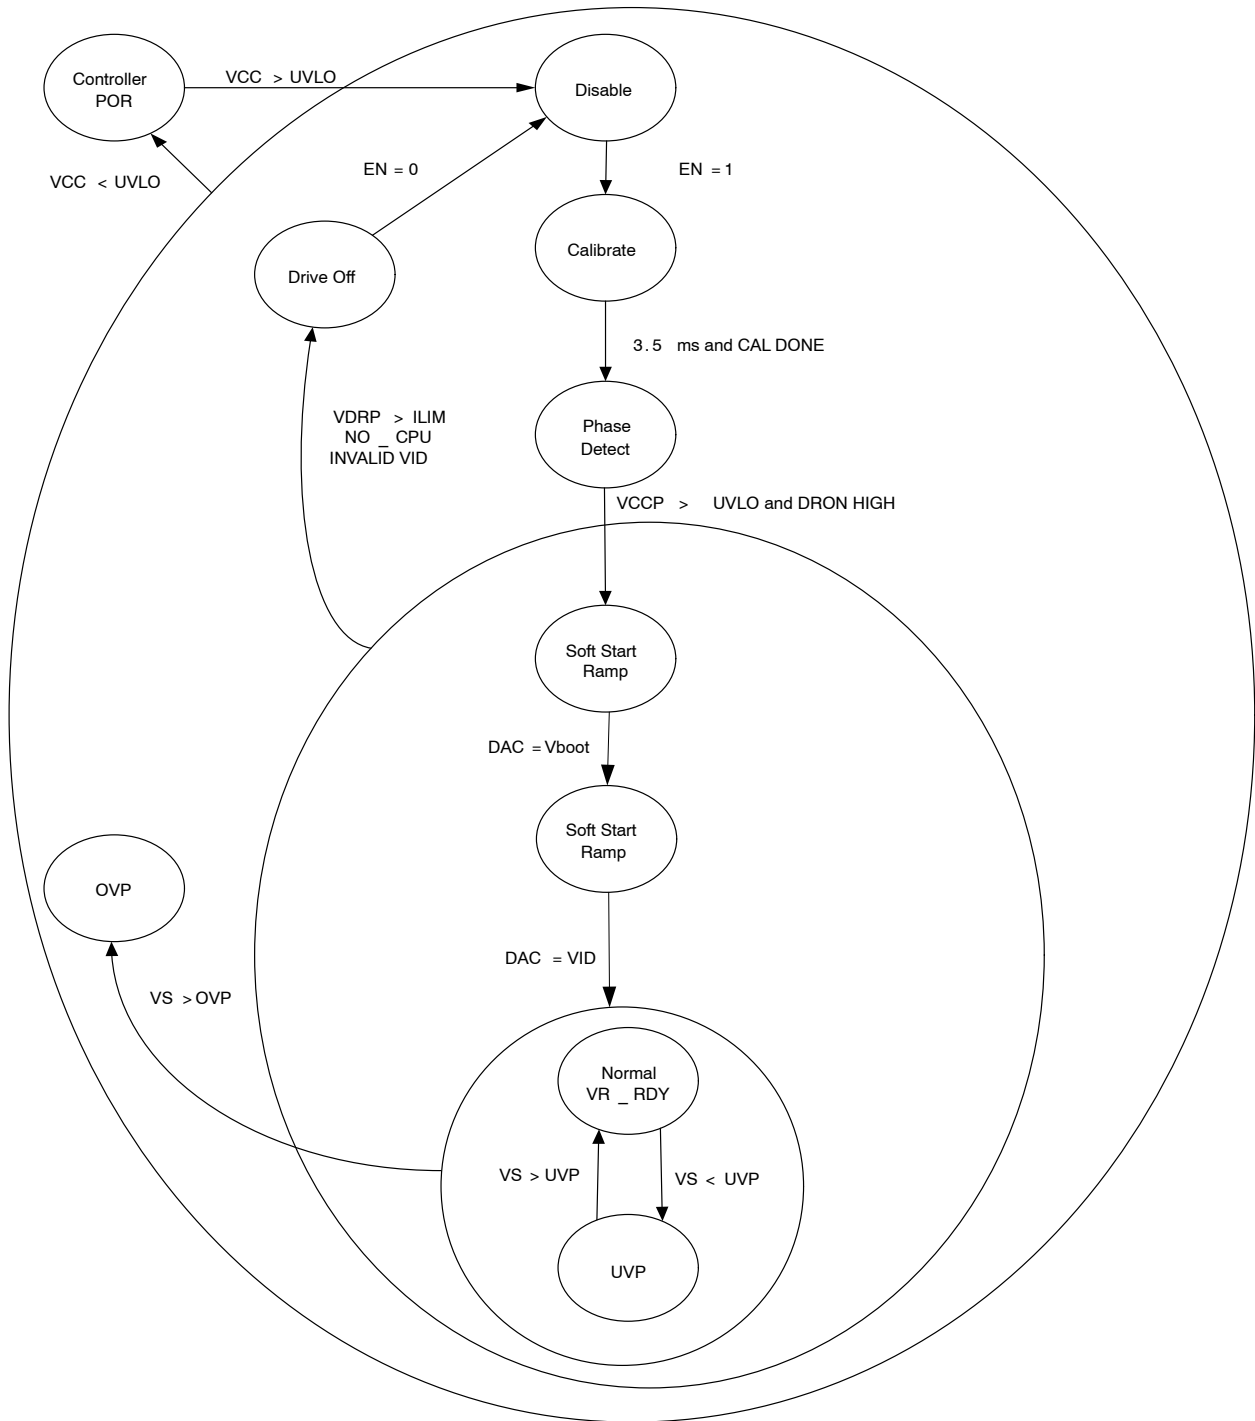 Controller
POR
VCC > UVLO
Disable
VCC < UVLO
EN = 0
EN = 1
Drive Off
Calibrate
3.5 ms and CAL DONE
VDRP > ILIM
NO _ CPU
INVALID VID
Phase
Detect
VCCP > UVLO and DRON HIGH
Soft Start
Ramp
DAC = Vboot
Soft Start
Ramp
OVP
DAC = VID
VS > OVP
Normal
VR _ RDY
VS > UVP
VS < UVP
UVP